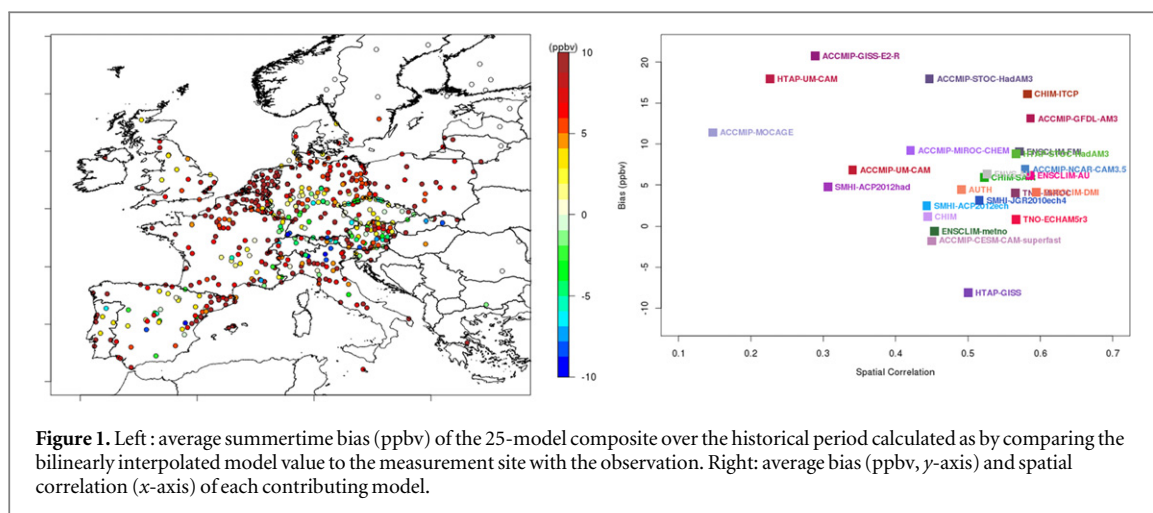 (ppbv)
10
5
0
-5
-10
20
15
10
5
0
-5
-10
Bias (ppbv)
ACCMIP-GISS-E2-R
HTAP-UM-CAM
ACCMIP-STOC-HadAM3
CHIM-ITCP
ACCMIP-GFDL-AM3
ACCMIP-MOCAGE
ACCMIP-MIROC-CHEM
ACCMIP-UM-CAM
ACCMIP-NCAR-CAM3.5
ENSCLIM-AU
SMHI-ACP2012had
AUTH
SMHI-JGR2010ech4
SMHI-ACP2012ech
CHIM
TNO-ECHAM5r3
ENSCLIM-metno
ACCMIP-CESM-CAM-superfast
HTAP-GISS
0.1 0.2 0.3 0.4 0.5 0.6 0.7
Spatial Correlation
Figure 1. Left : average summertime bias (ppbv) of the 25-model composite over the historical period calculated as by comparing the
bilinearly interpolated model value to the measurement site with the observation. Right: average bias (ppbv, y-axis) and spatial
correlation (x-axis) of each contributing model.